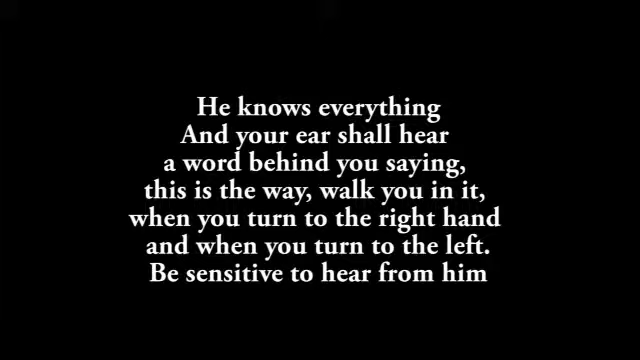 He knows everything
And your ear shall hear
a word behind you saying,
this is the way, walk you in it,
when you turn to the right hand
and when you turn to the left.
Be sensitive to hear from him